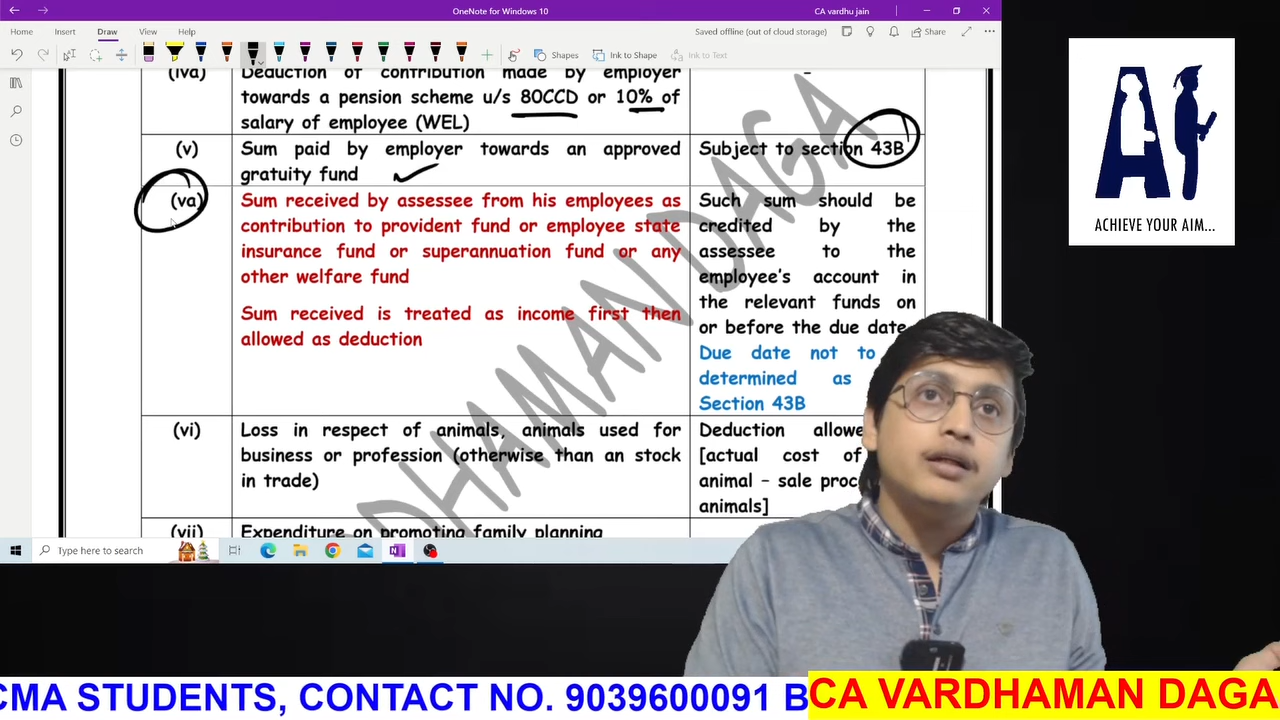 OneNote for Windows 10
CA vardhu jain
Home Insert Draw View Help
Saved offline (out of cloud storage)
Share
Shapes Ink to Shape Ink to Text
(iva) Deduction of contribution made by employer -
towards a pension scheme u/s 80CCD or 10% of
salary of employee (WEL)
(v) Sum paid by employer towards an approved Subject to section 43B
gratuity fund
(va) Sum received by assessee from his employees as Such sum should be
contribution to provident fund or employee state credited by the
insurance fund or superannuation fund or any assessee to the
other welfare fund employee's account in
the relevant funds on
Sum received is treated as income first then or before the due date.
allowed as deduction
Due date not to
determined as
Section 43B
(vi) Loss in respect of animals, animals used for Deduction allowe
business or profession (otherwise than an stock [actual cost of
in trade) animal – sale proc
animals]
(vii) Expenditure on promoting family planning
DHAMAN DAGA
ACHIEVE YOUR AIM...
Type here to search
CMA STUDENTS, CONTACT NO. 9039600091 B
CA VARDHAMAN DAGA